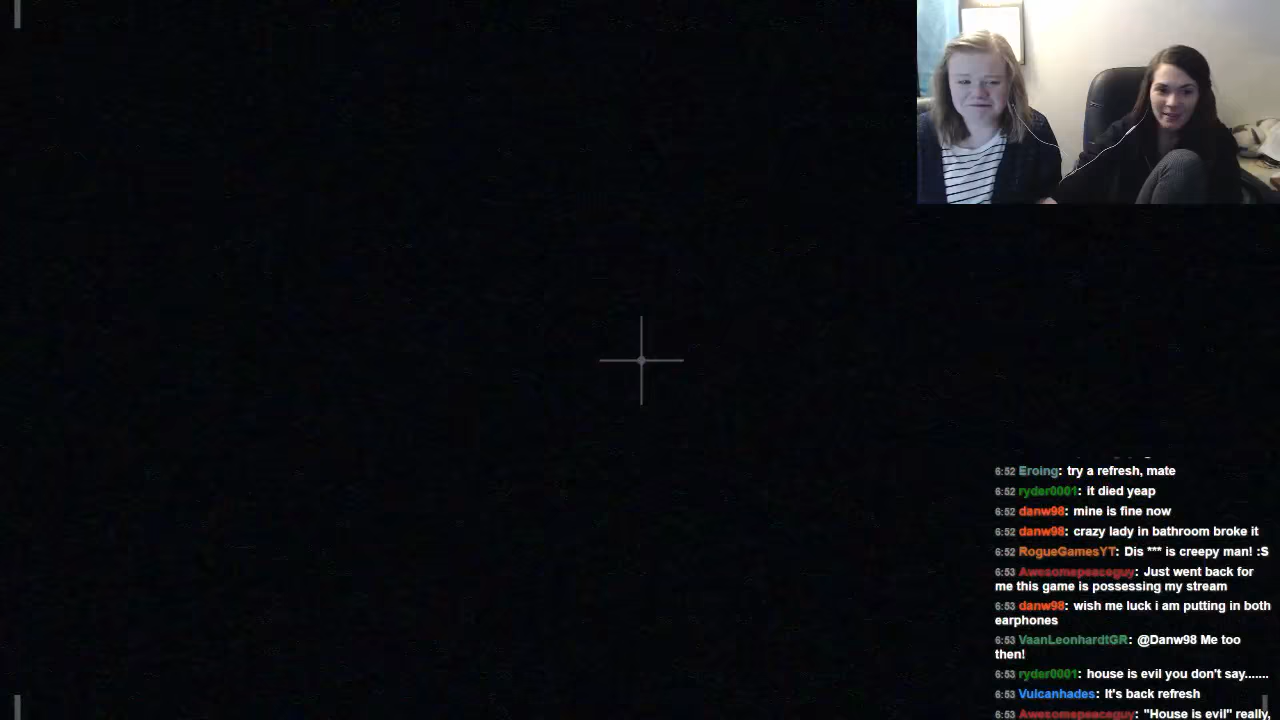 6:52 Eroing: try a refresh, mate
6:52 ryder0001: it died yeap
6:52 danw98: mine is fine now
6:52 danw98: crazy lady in bathroom broke it
6:52 RogueGamesYT: Dis *** is creepy man! :S
6:53 Awesomepeaceguy: Just went back for
me this game is possessing my stream
6:53 danw98: wish me luck i am putting in both
earphones
6:53 VaanLeonhardtGR: @Danw98 Me too
then!
6:53 ryder0001: house is evil you don't say.......
6:53 Vulcanhades: It's back refresh
6:53 Awesomepeaceguy: "House is evil" really